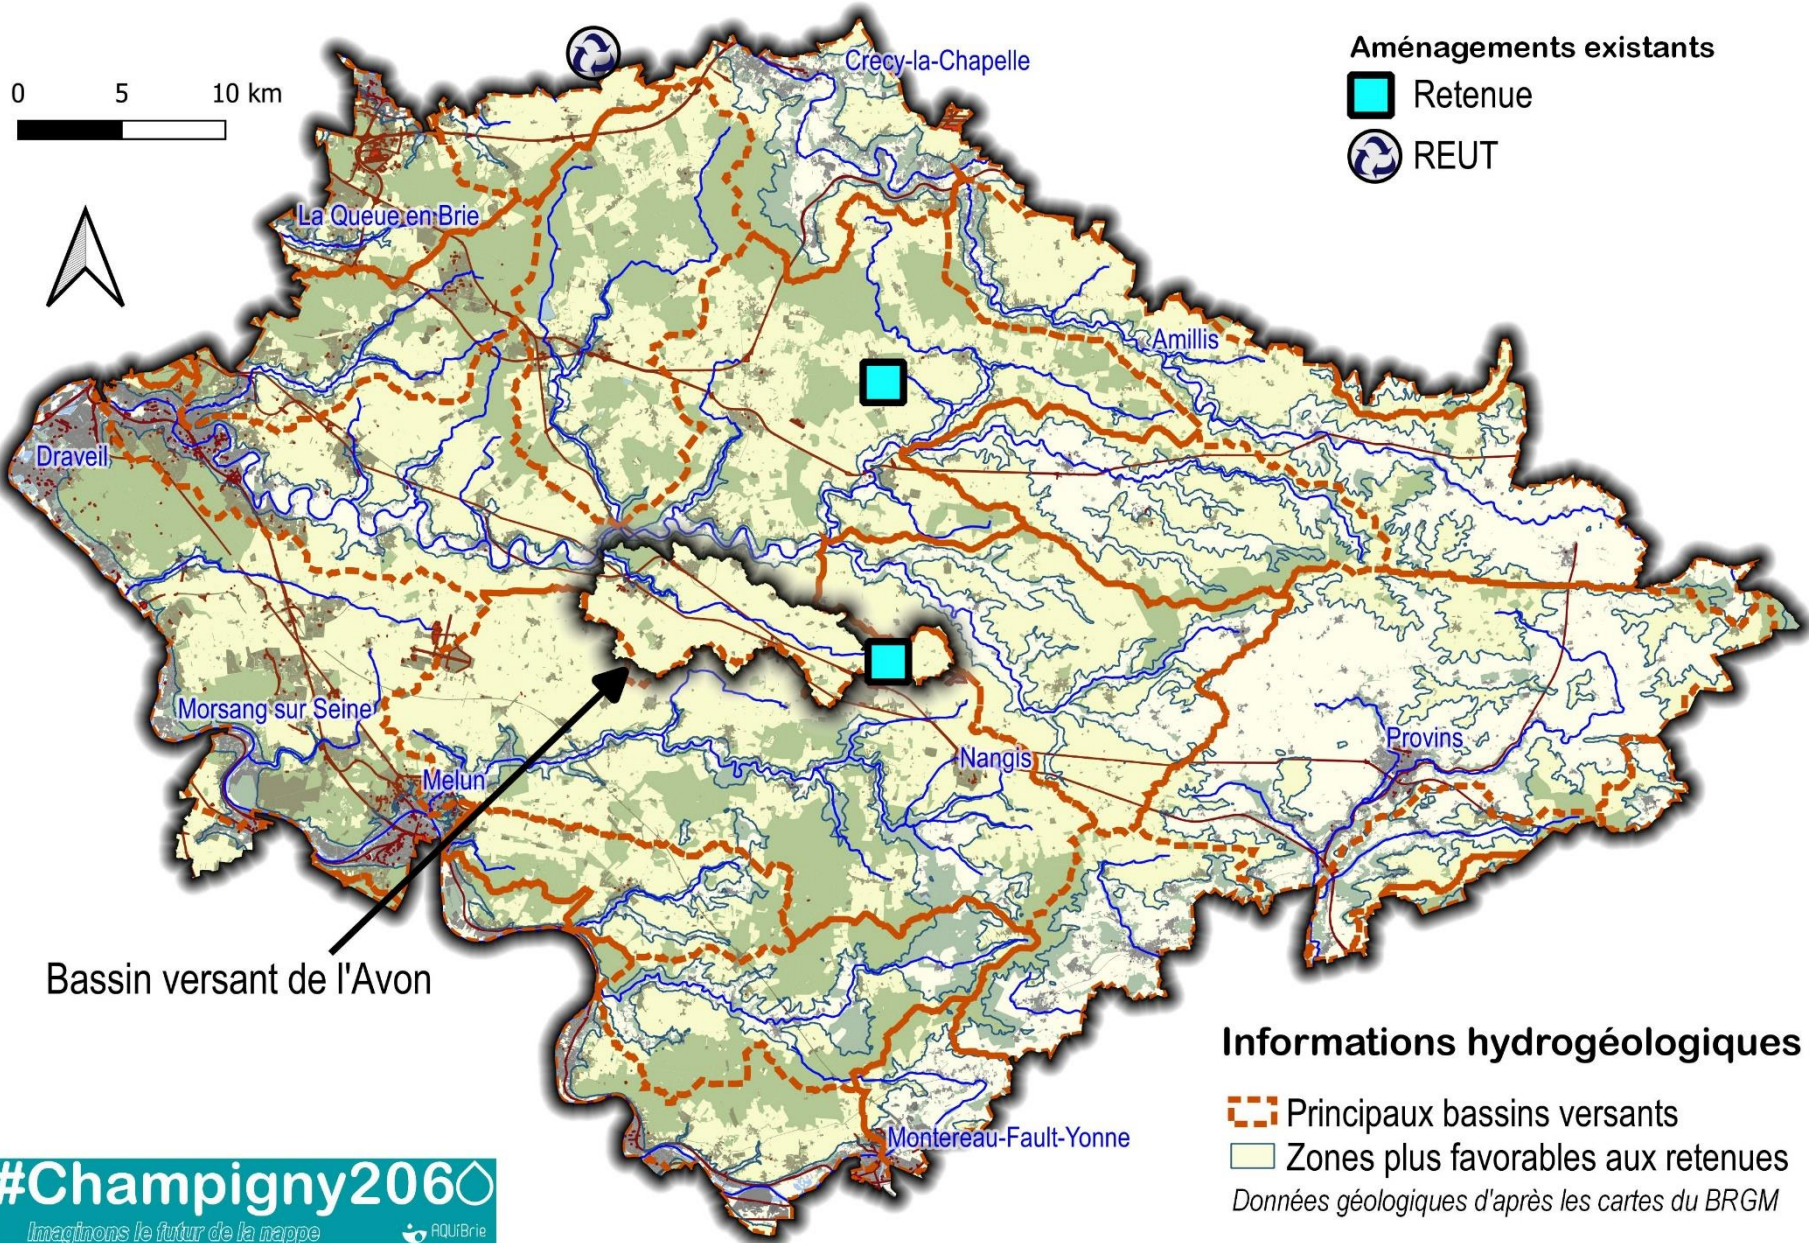 0 5 10 km
Aménagements existants
Retenue
REUT
Crecy-la-Chapelle
La Queue en Brie
Amillis
Draveil
Morsang sur Seine
Melun
Nangis
Provins
Bassin versant de l'Avon
Montereau-Fault-Yonne
Informations hydrogéologiques
Principaux bassins versants
Zones plus favorables aux retenues
Données géologiques d'après les cartes du BRGM
#Champigny2060
Imaginons le futur de la nappe
AQUiBrie